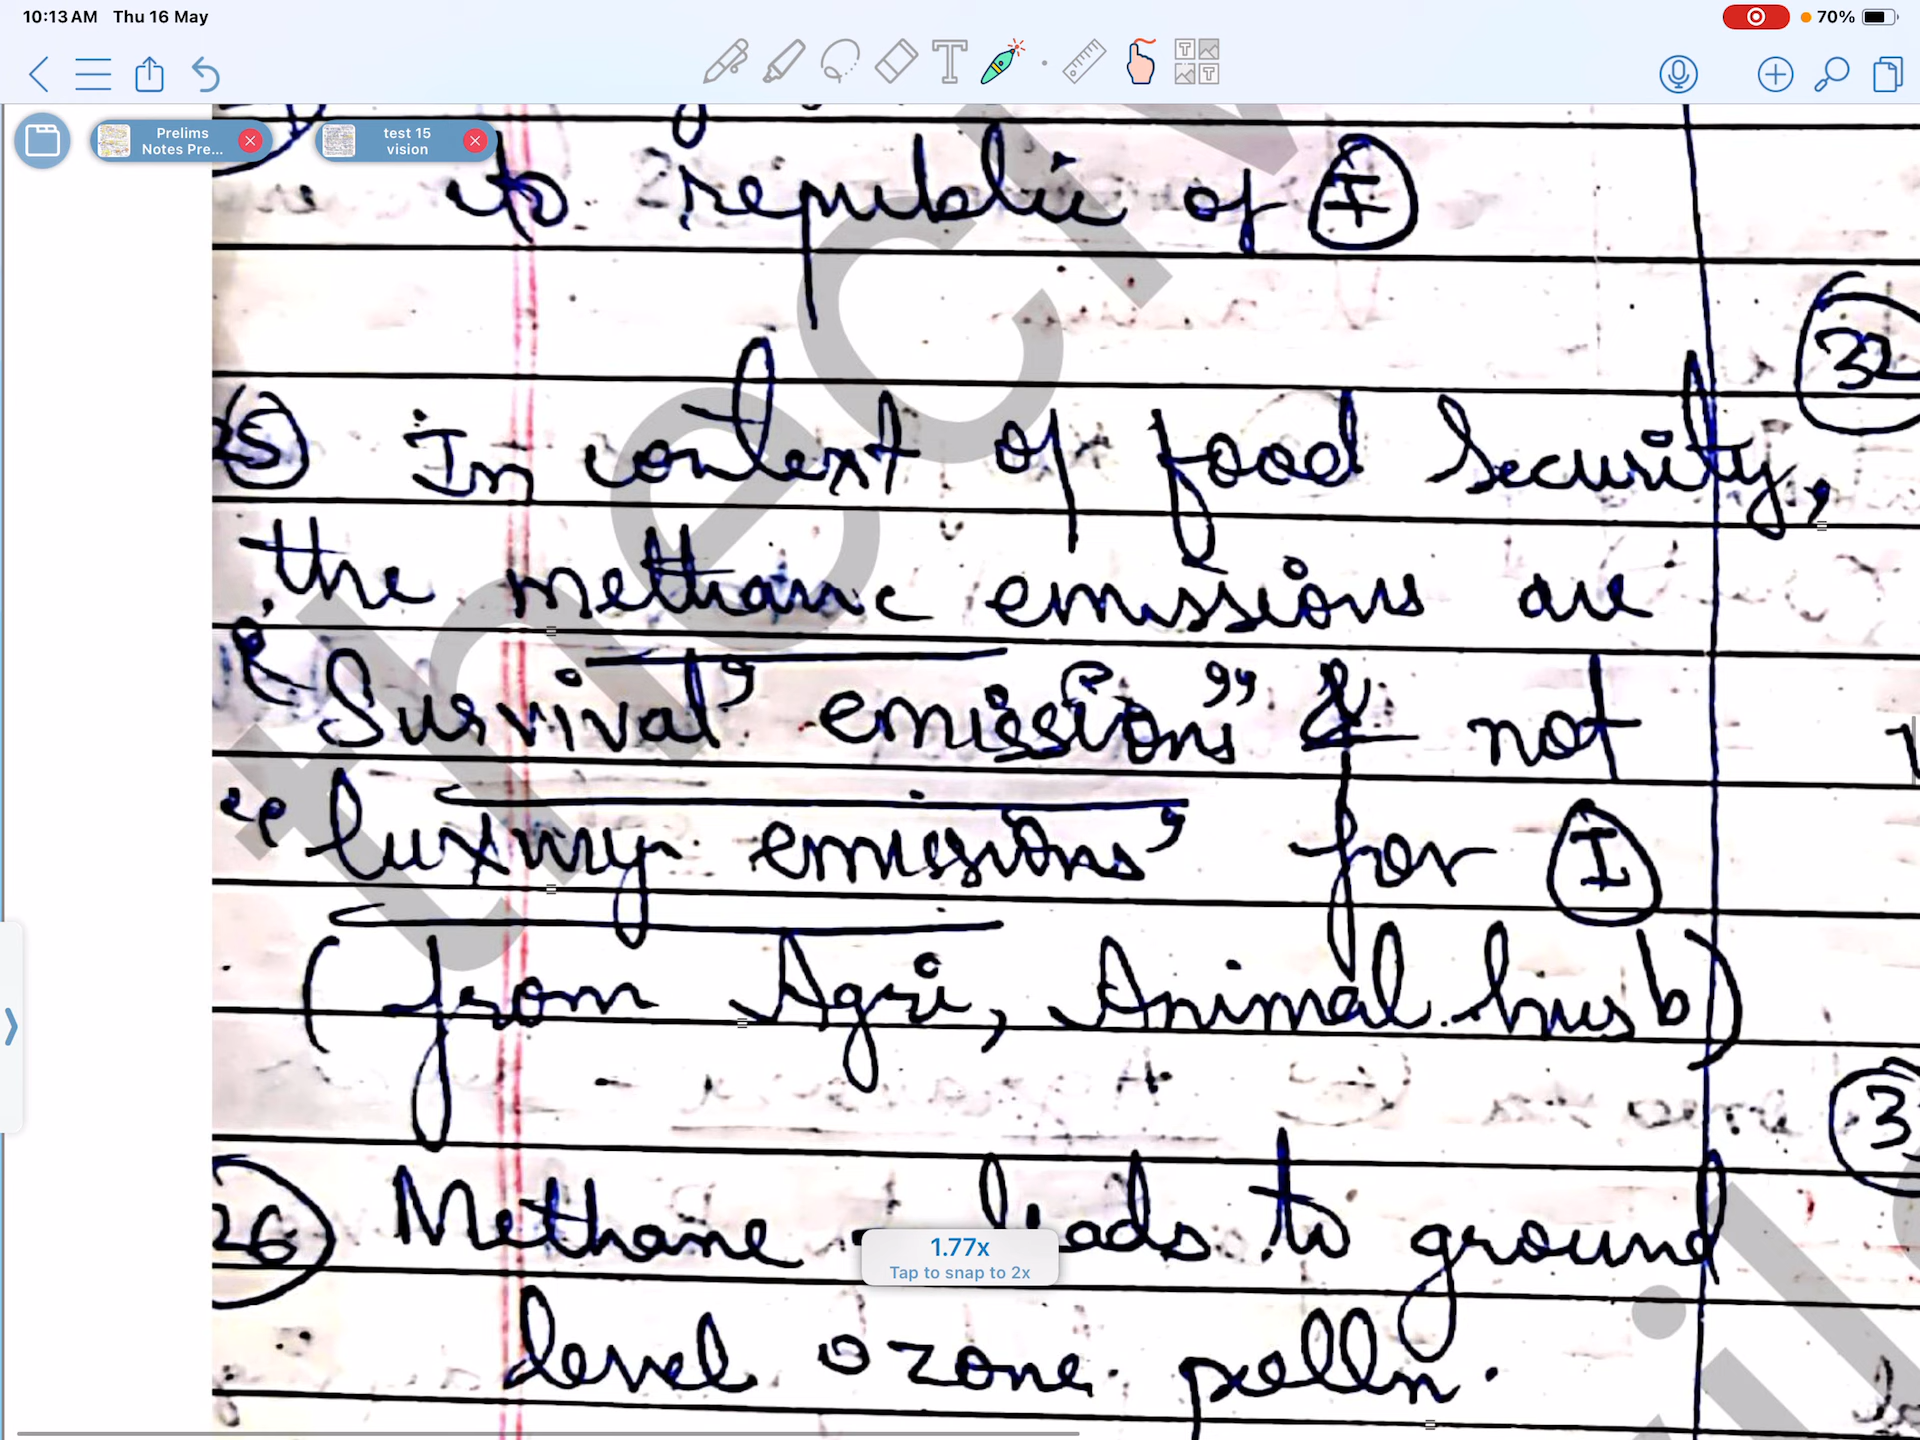 10:13 AM Thu 16 May
70%
Prelims
Notes Pre...
test 15
vision
to republic of Ⓘ
32
25 In context of food Security,
the methane emissions are
"Survival" emissions" & not
"luxury emissions" for Ⓘ
(from Agri, Animal husb)
3
26 Methane - leads to ground
1.77x
Tap to snap to 2x
level ozone polln.